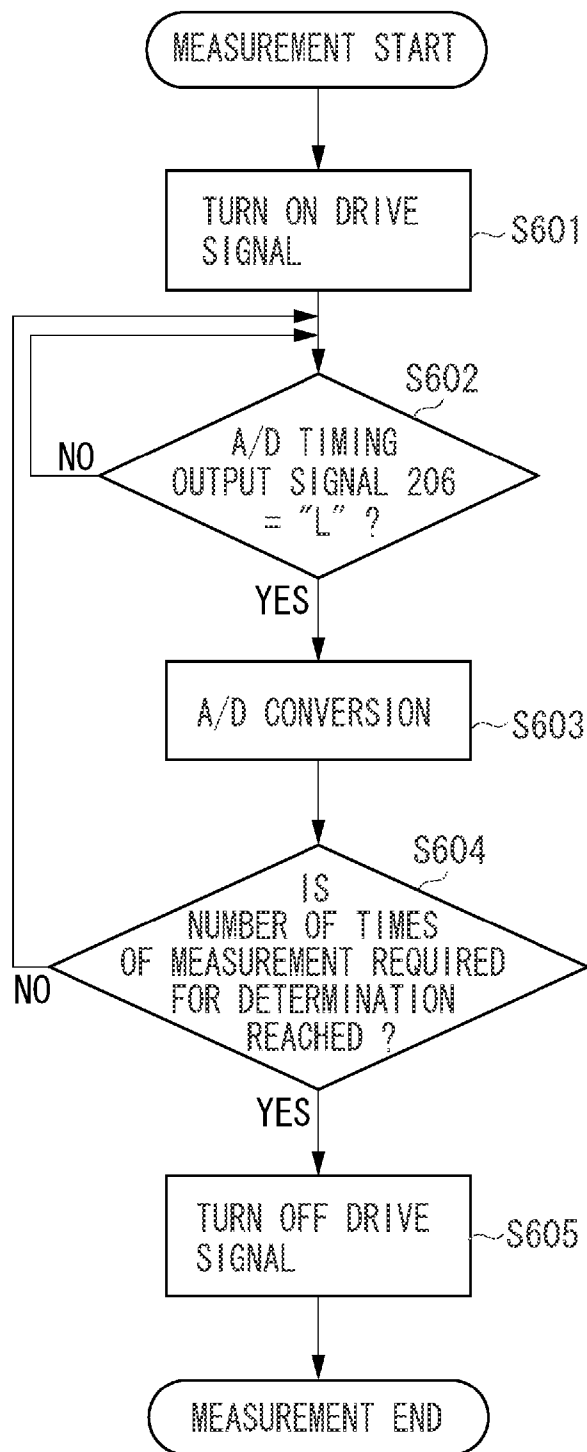 MEASUREMENT START
TURN ON DRIVE
SIGNAL
S601
S602
A/D TIMING
OUTPUT SIGNAL 206
= "L" ?
NO
YES
A/D CONVERSION
S603
S604
IS
NUMBER OF TIMES
OF MEASUREMENT REQUIRED
FOR DETERMINATION
REACHED ?
NO
YES
TURN OFF DRIVE
SIGNAL
S605
MEASUREMENT END